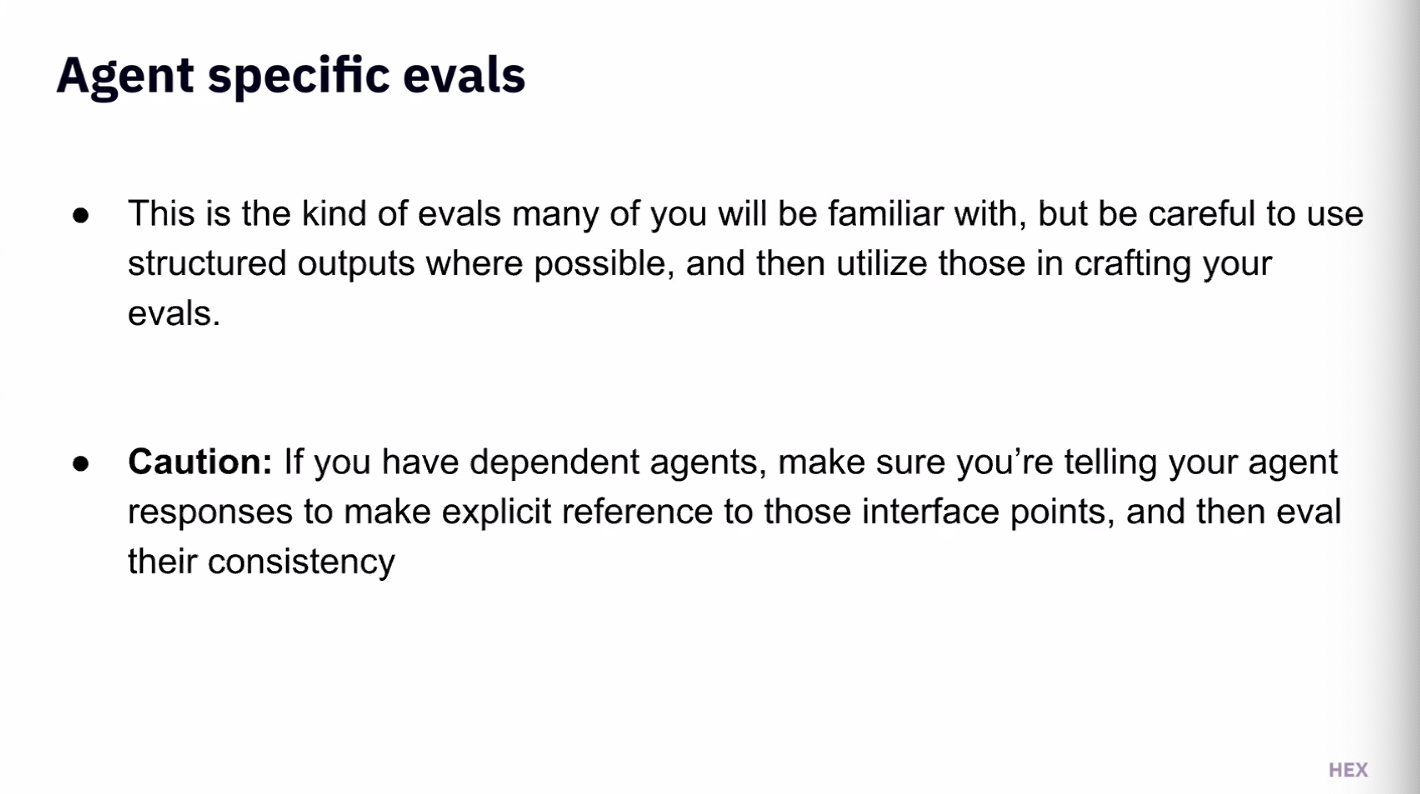 Agent specific evals
● This is the kind of evals many of you will be familiar with, but be careful to use
structured outputs where possible, and then utilize those in crafting your
evals.
● Caution: If you have dependent agents, make sure you’re telling your agent
responses to make explicit reference to those interface points, and then eval
their consistency
HEX